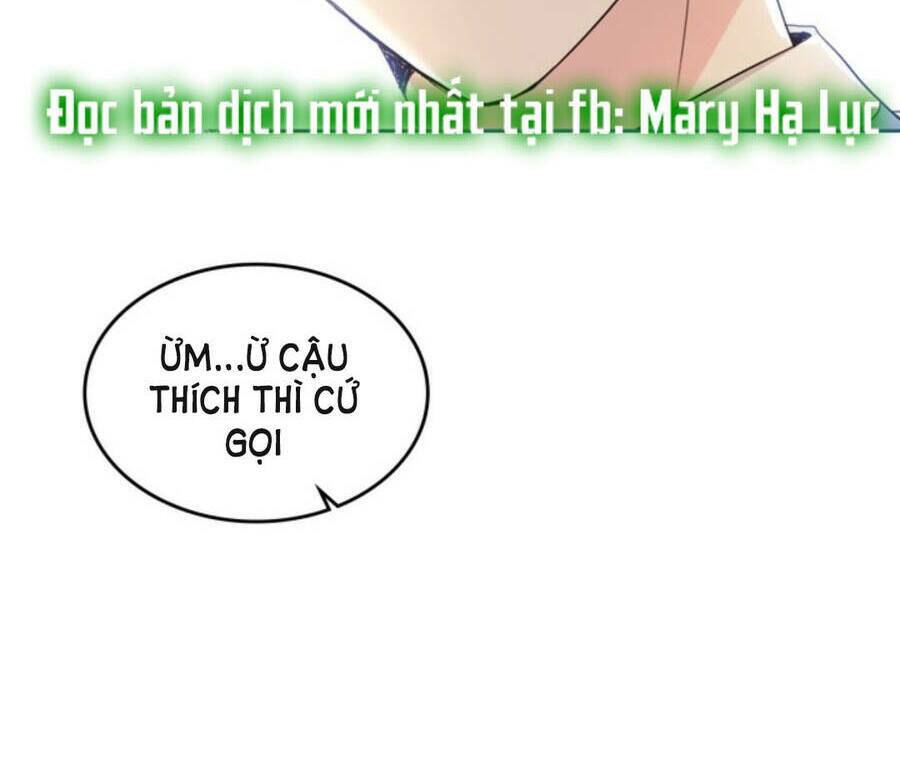 Đọc bản dịch mới nhất tại fb: Mary Hạ Lục
ỪM...Ừ CẬU
THÍCH THÌ CỨ
GỌI